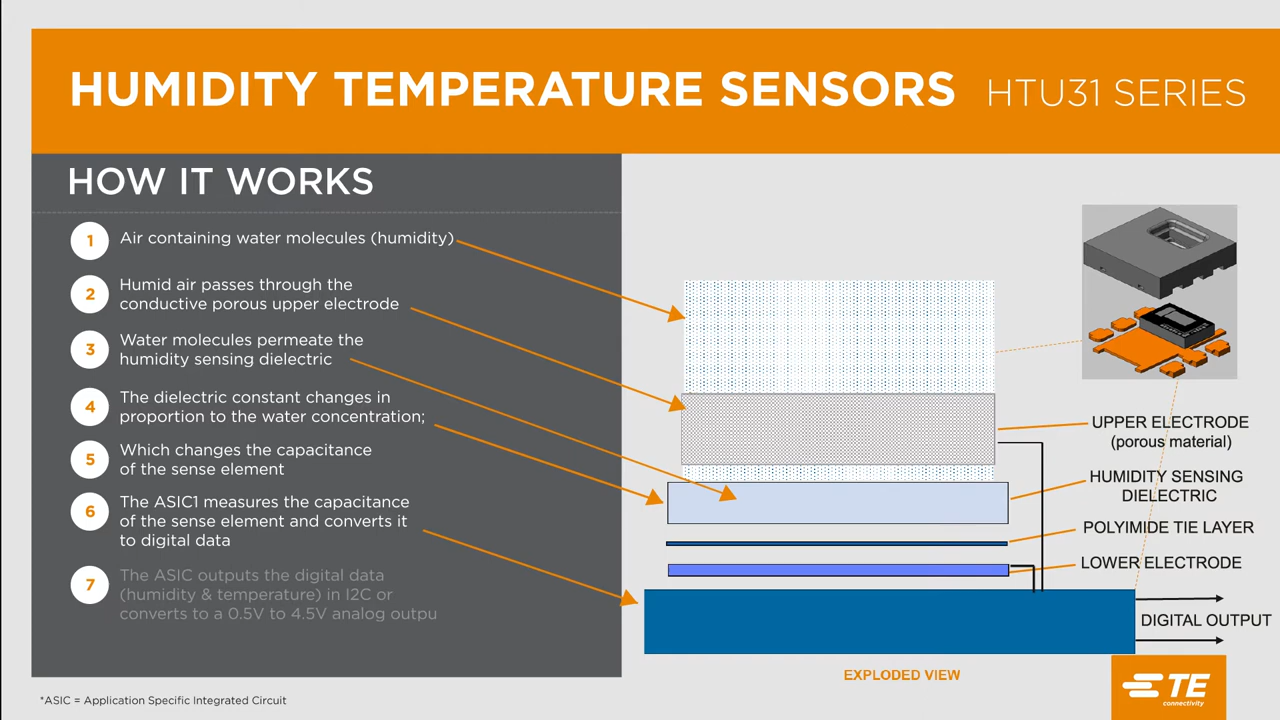 HUMIDITY TEMPERATURE SENSORS HTU31 SERIES
HOW IT WORKS
1 Air containing water molecules (humidity)
2 Humid air passes through the
conductive porous upper electrode
3 Water molecules permeate the
humidity sensing dielectric
4 The dielectric constant changes in
proportion to the water concentration;
5 Which changes the capacitance
of the sense element
6 The ASIC1 measures the capacitance
of the sense element and converts it
to digital data
7 The ASIC outputs the digital data
(humidity & temperature) in I2C or
converts to a 0.5V to 4.5V analog outpu
UPPER ELECTRODE
(porous material)
HUMIDITY SENSING
DIELECTRIC
POLYIMIDE TIE LAYER
LOWER ELECTRODE
DIGITAL OUTPUT
EXPLODED VIEW
TE
connectivity
*ASIC = Application Specific Integrated Circuit